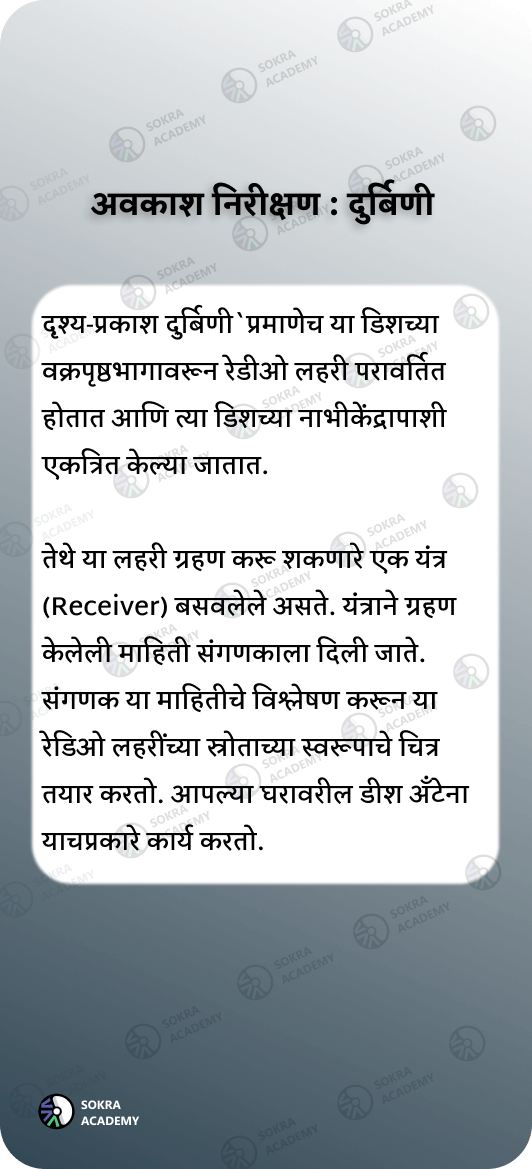 अवकाश निरीक्षण : दुर्बिणी
दृश्य-प्रकाश दुर्बिणी`प्रमाणेच या डिशच्या
वक्रपृष्ठभागावरून रेडीओ लहरी परावर्तित
होतात आणि त्या डिशच्या नाभीकेंद्रापाशी
एकत्रित केल्या जातात.
तेथे या लहरी ग्रहण करू शकणारे एक यंत्र
(Receiver) बसवलेले असते. यंत्राने ग्रहण
केलेली माहिती संगणकाला दिली जाते.
संगणक या माहितीचे विश्लेषण करून या
रेडिओ लहरींच्या स्रोताच्या स्वरूपाचे चित्र
तयार करतो. आपल्या घरावरील डीश अँटेना
याचप्रकारे कार्य करतो.
SOKRA
ACADEMY